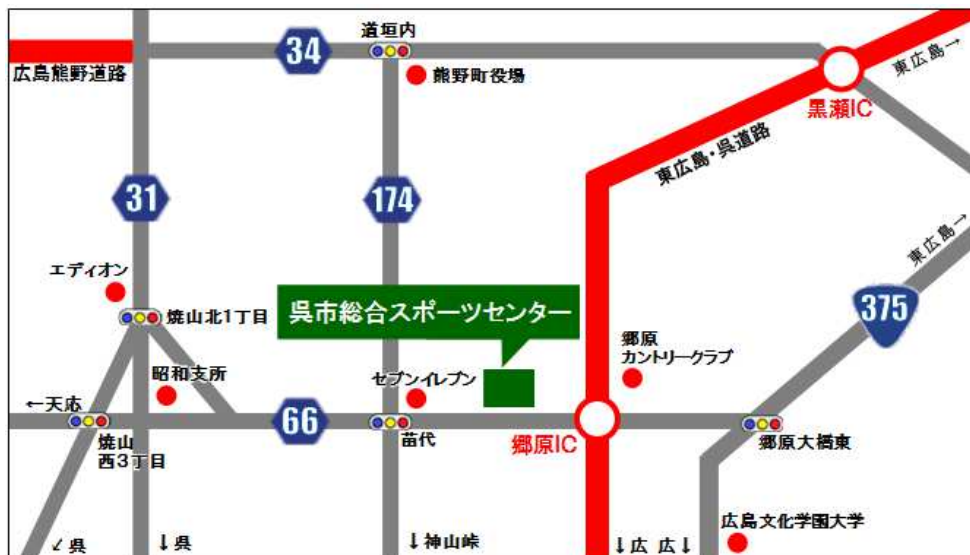 道垣内
34
広島熊野道路
熊野町役場
東広島→
黒瀬IC
東広島・呉道路
31
174
東広島→
エディオン
呉市総合スポーツセンター
375
焼山北1丁目
郷原
カントリークラブ
昭和支所
セブンイレブン
←天応
66
焼山
西3丁目
苗代
郷原IC
郷原大橋東
広島文化学園大学
↙呉
↓呉
↓神山峠
↓広
広↓